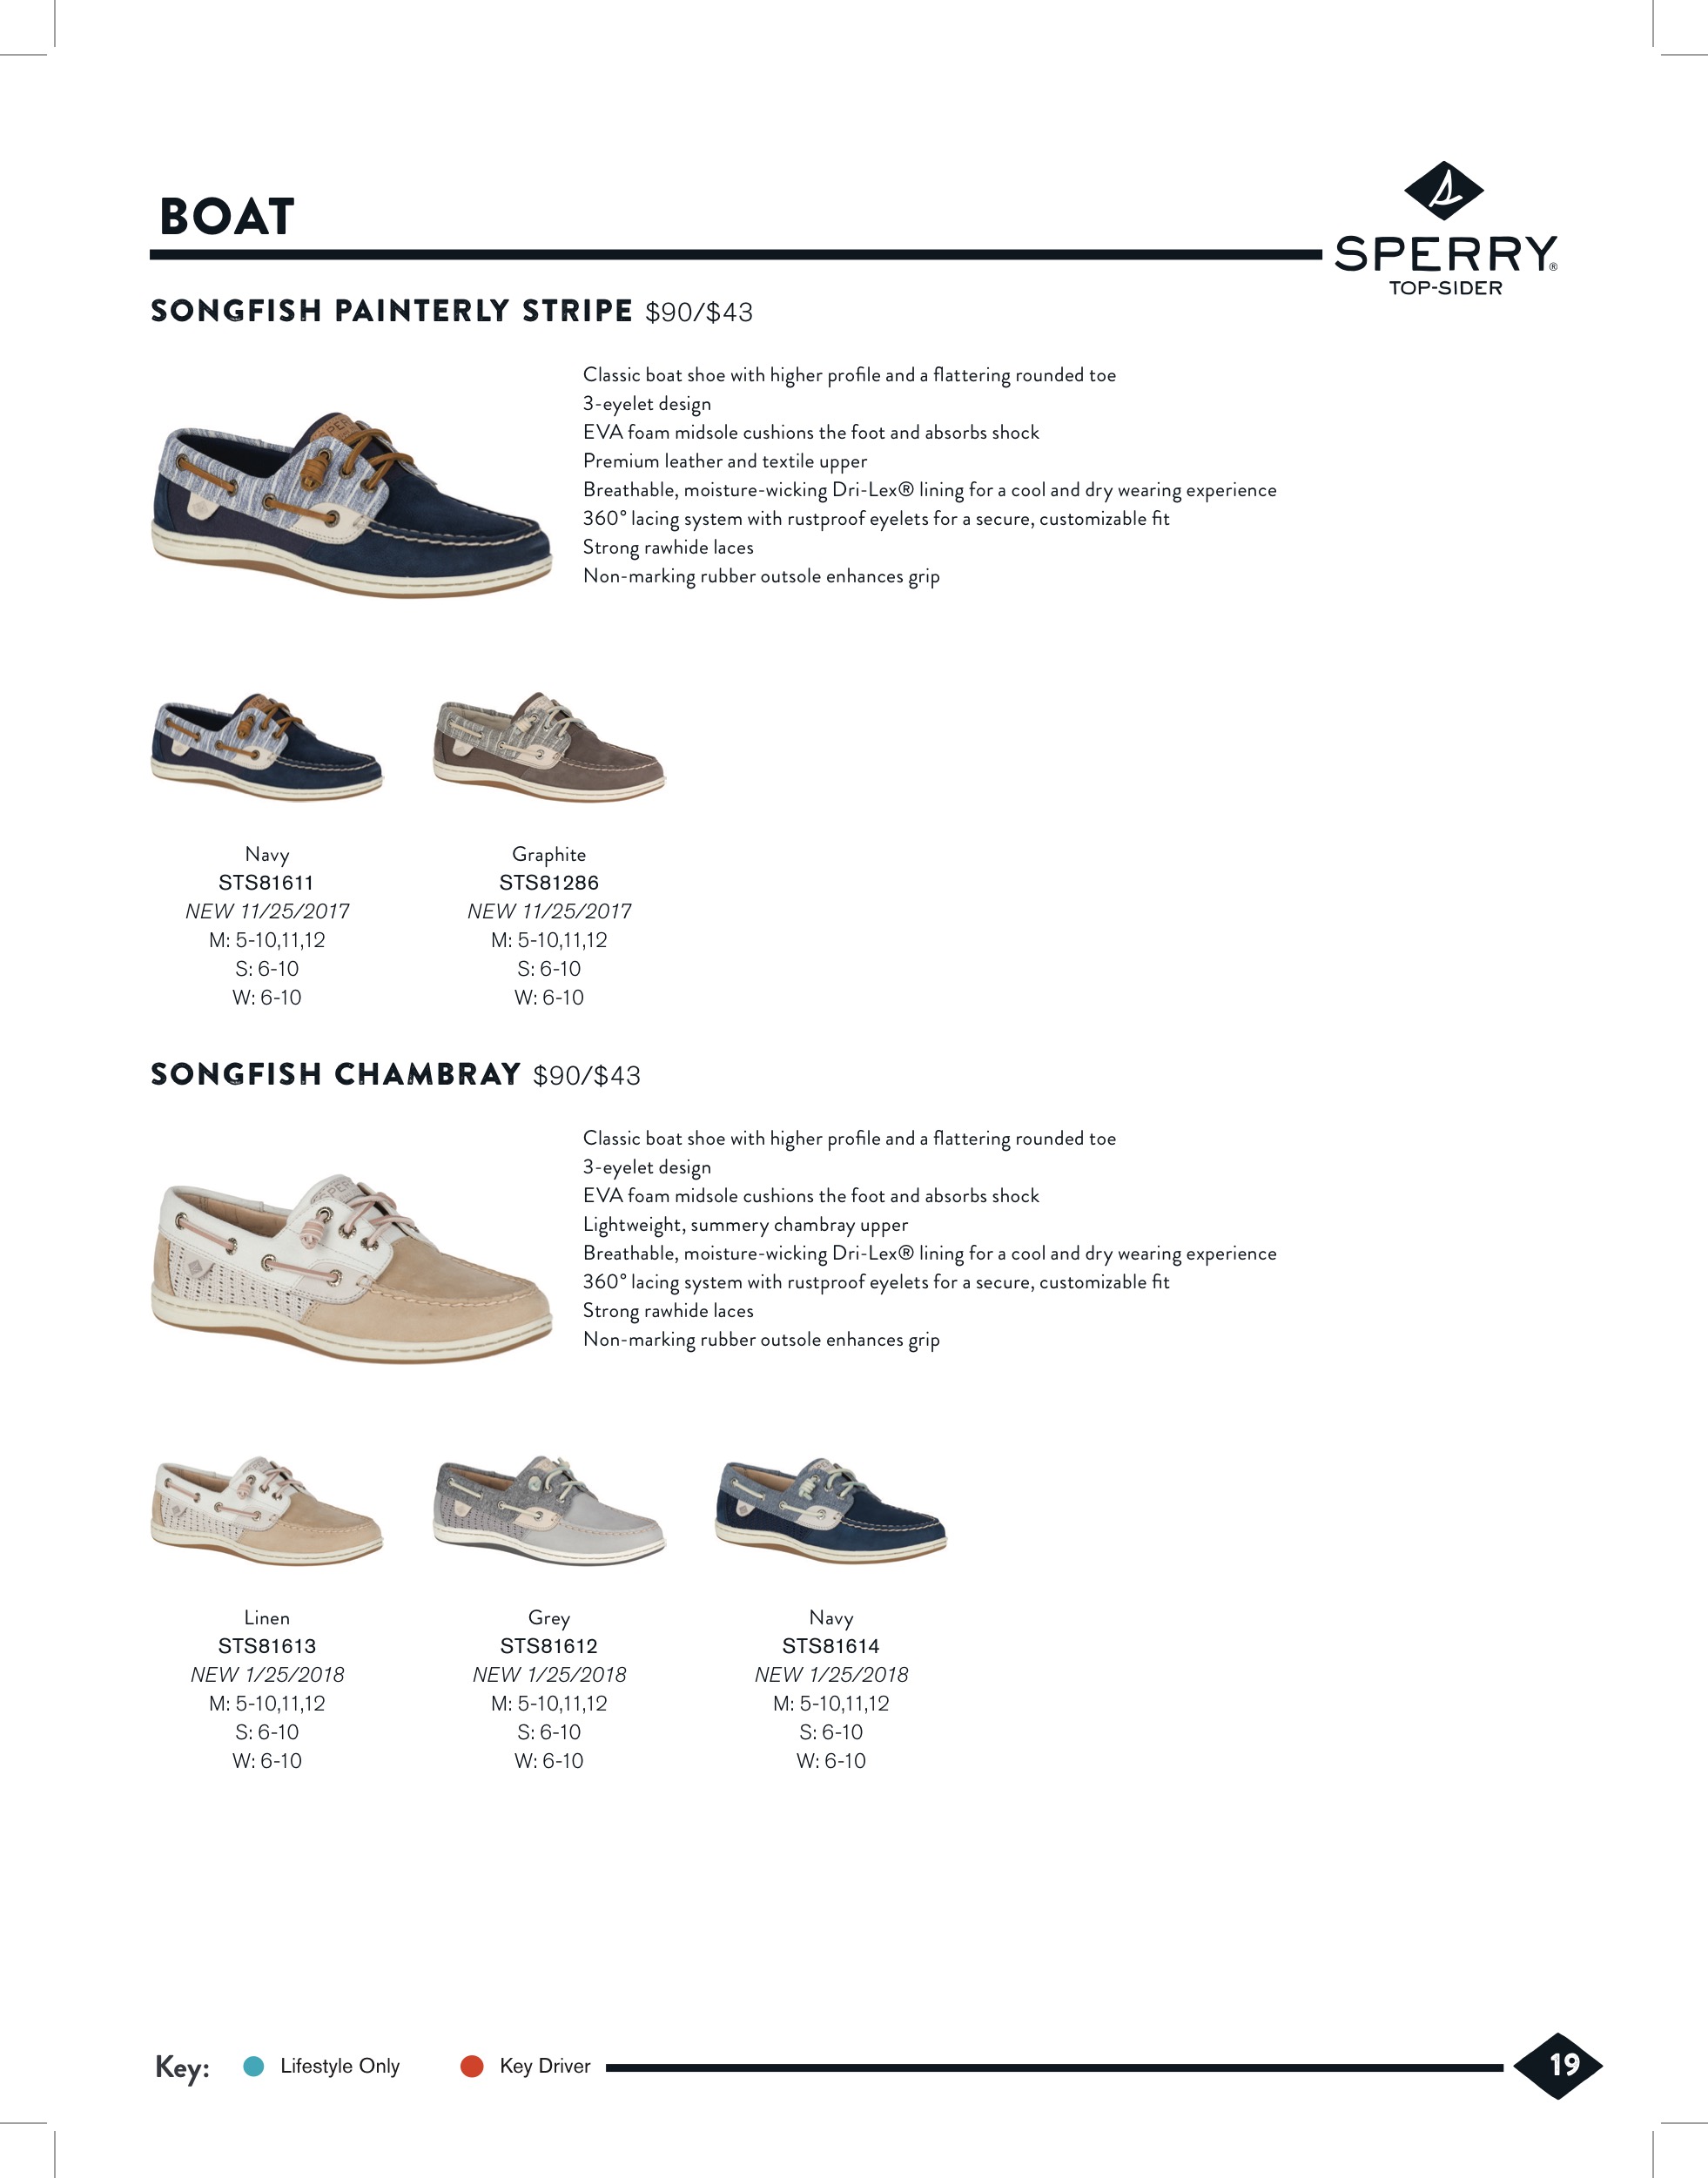 BOAT
SPERRY®
TOP-SIDER
SONGFISH PAINTERLY STRIPE $90/$43
Classic boat shoe with higher profile and a flattering rounded toe
3-eyelet design
EVA foam midsole cushions the foot and absorbs shock
Premium leather and textile upper
Breathable, moisture-wicking Dri-Lex® lining for a cool and dry wearing experience
360° lacing system with rustproof eyelets for a secure, customizable fit
Strong rawhide laces
Non-marking rubber outsole enhances grip
Navy
STS81611
NEW 11/25/2017
M: 5-10,11,12
S: 6-10
W: 6-10
Graphite
STS81286
NEW 11/25/2017
M: 5-10,11,12
S: 6-10
W: 6-10
SONGFISH CHAMBRAY $90/$43
Classic boat shoe with higher profile and a flattering rounded toe
3-eyelet design
EVA foam midsole cushions the foot and absorbs shock
Lightweight, summery chambray upper
Breathable, moisture-wicking Dri-Lex® lining for a cool and dry wearing experience
360° lacing system with rustproof eyelets for a secure, customizable fit
Strong rawhide laces
Non-marking rubber outsole enhances grip
Linen
STS81613
NEW 1/25/2018
M: 5-10,11,12
S: 6-10
W: 6-10
Grey
STS81612
NEW 1/25/2018
M: 5-10,11,12
S: 6-10
W: 6-10
Navy
STS81614
NEW 1/25/2018
M: 5-10,11,12
S: 6-10
W: 6-10
Key: Lifestyle Only Key Driver
19